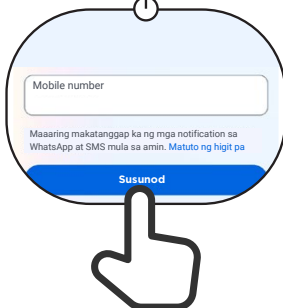 Mobile number
Maaaring makatanggap ka ng mga notification sa
WhatsApp at SMS mula sa amin. Matuto ng higit pa
Susunod